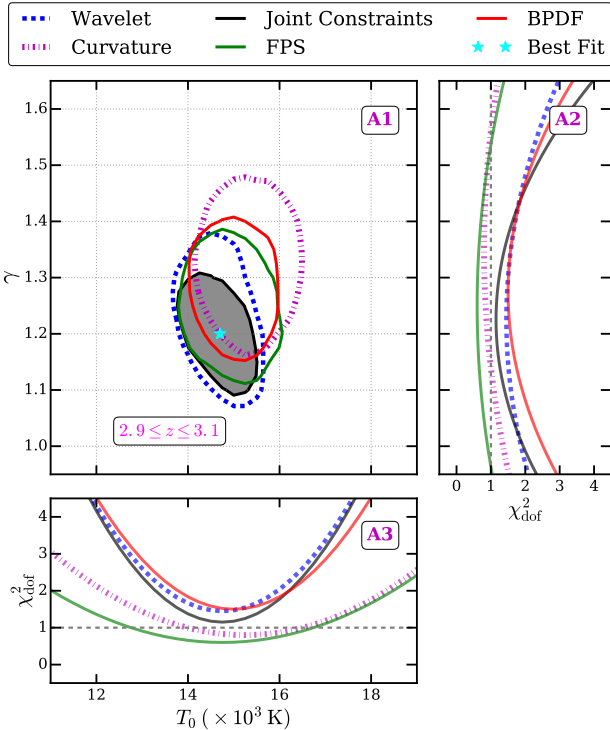 Wavelet Joint Constraints BPDF
Curvature FPS Best Fit
A1
1.6
1.5
1.4
1.3
1.2
1.1
1.0
γ
2.9 ≤ z ≤ 3.1
A2
0 1 2 3 4
χ²dof
A3
4
3
2
1
0
χ²dof
12 14 16 18
T₀ ( × 10³ K)